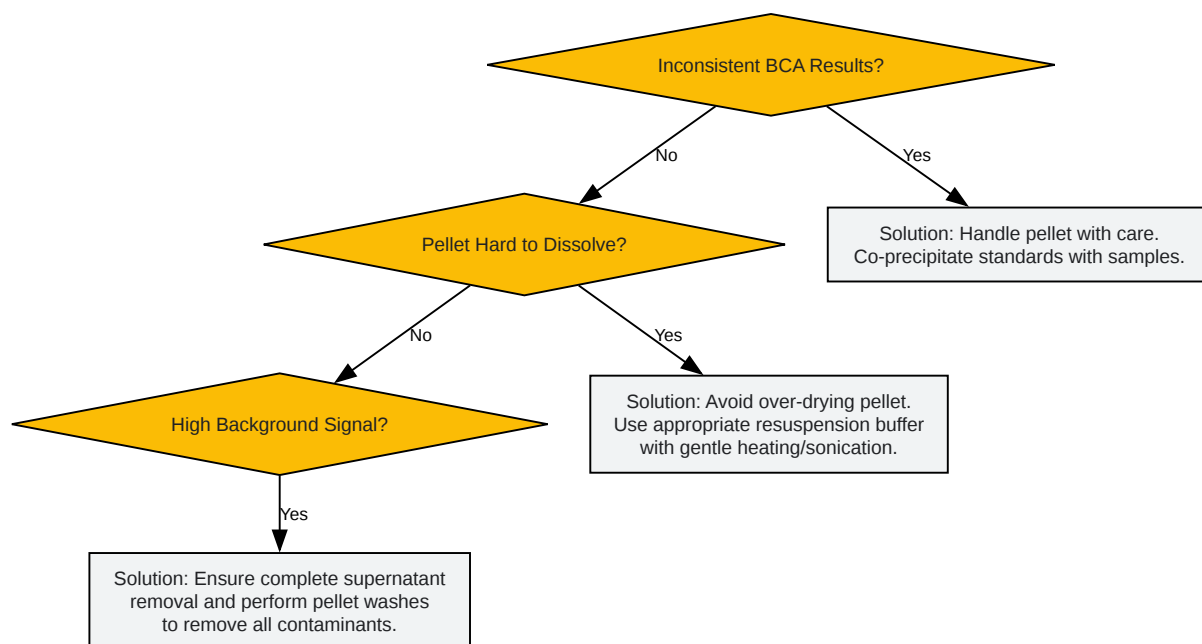 Inconsistent BCA Results?
No
Yes
Pellet Hard to Dissolve?
Solution: Handle pellet with care.
Co-precipitate standards with samples.
No
Yes
High Background Signal?
Solution: Avoid over-drying pellet.
Use appropriate resuspension buffer
with gentle heating/sonication.
Yes
Solution: Ensure complete supernatant
removal and perform pellet washes
to remove all contaminants.